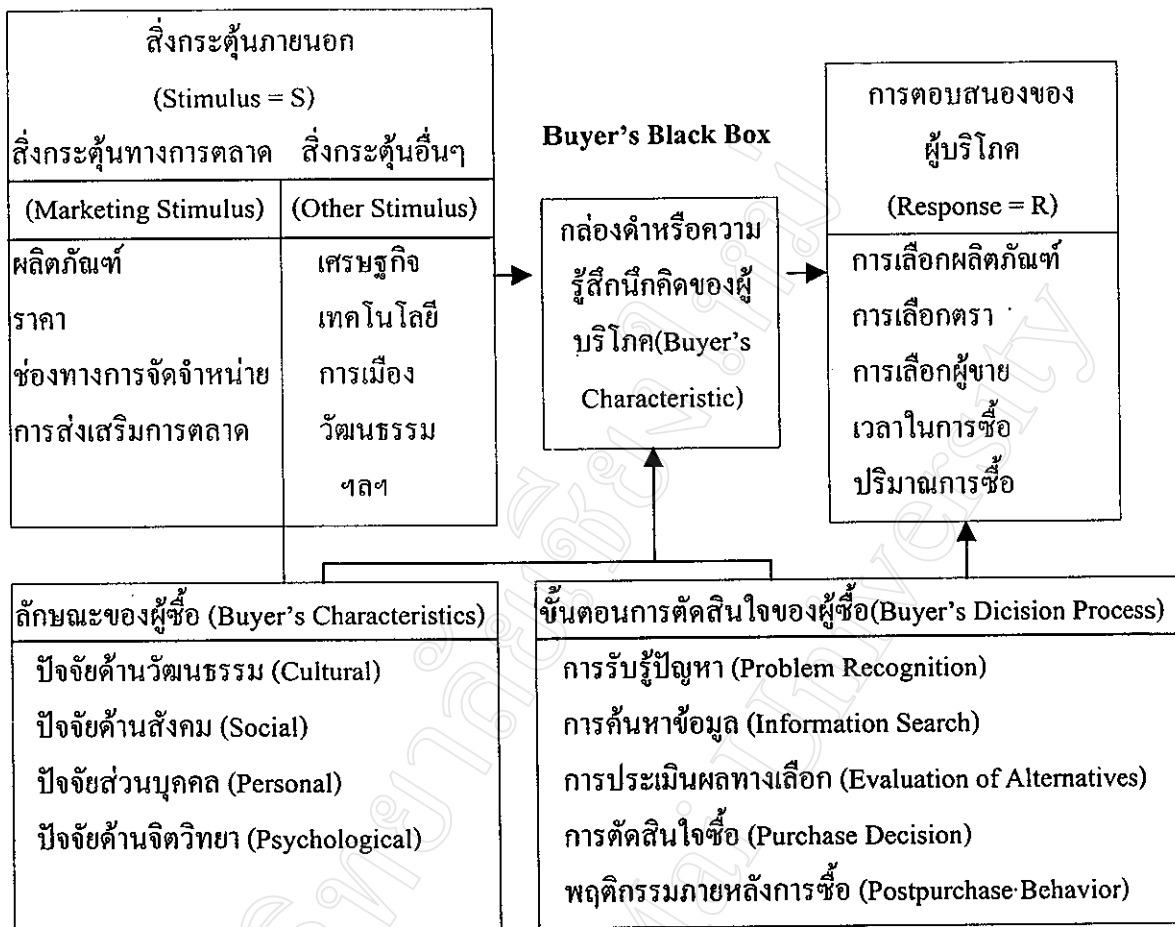 สิ่งกระตุ้นภายนอก
(Stimulus = S)
สิ่งกระตุ้นทางการตลาด สิ่งกระตุ้นอื่นๆ
(Marketing Stimulus) (Other Stimulus)
ผลิตภัณฑ์ เศรษฐกิจ
ราคา เทคโนโลยี
ช่องทางการจัดจำหน่าย การเมือง
การส่งเสริมการตลาด วัฒนธรรม
ฯลฯ
Buyer's Black Box
กล่องดำหรือความ
รู้สึกนึกคิดของผู้
บริโภค(Buyer's
Characteristic)
การตอบสนองของ
ผู้บริโภค
(Response = R)
การเลือกผลิตภัณฑ์
การเลือกตรา
การเลือกผู้ขาย
เวลาในการซื้อ
ปริมาณการซื้อ
ลักษณะของผู้ซื้อ (Buyer's Characteristics)
ปัจจัยด้านวัฒนธรรม (Cultural)
ปัจจัยด้านสังคม (Social)
ปัจจัยส่วนบุคคล (Personal)
ปัจจัยด้านจิตวิทยา (Psychological)
ขั้นตอนการตัดสินใจของผู้ซื้อ(Buyer's Dicision Process)
การรับรู้ปัญหา (Problem Recognition)
การค้นหาข้อมูล (Information Search)
การประเมินผลทางเลือก (Evaluation of Alternatives)
การตัดสินใจซื้อ (Purchase Decision)
พฤติกรรมภายหลังการซื้อ (Postpurchase Behavior)